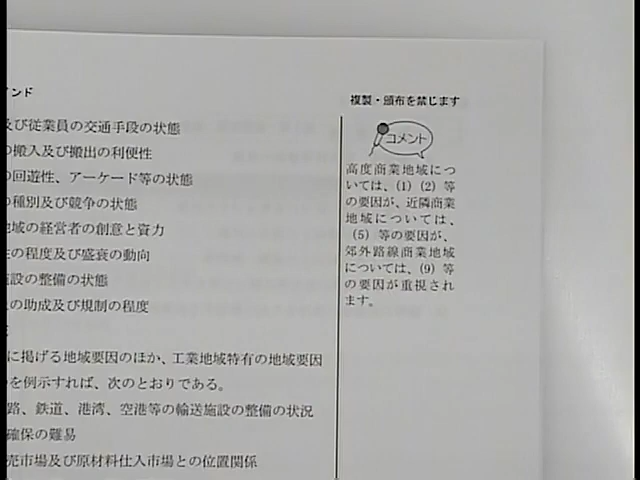 インド
複製・頒布を禁じます
及び従業員の交通手段の状態
の搬入及び搬出の利便性
の回遊性、アーケード等の状態
の種別及び競争の状態
地域の経営者の創意と資力
性の程度及び盛衰の動向
施設の整備の状態
上の助成及び規制の程度
に掲げる地域要因のほか、工業地域特有の地域要因
を例示すれば、次のとおりである。
路、鉄道、港湾、空港等の輸送施設の整備の状況
確保の難易
売市場及び原材料仕入市場との位置関係
コメント
高度商業地域につ
いては、(1)(2)等
の要因が、近隣商業
地域については、
(5)等の要因が、
郊外路線商業地域
については、(9)等
の要因が重視され
ます。